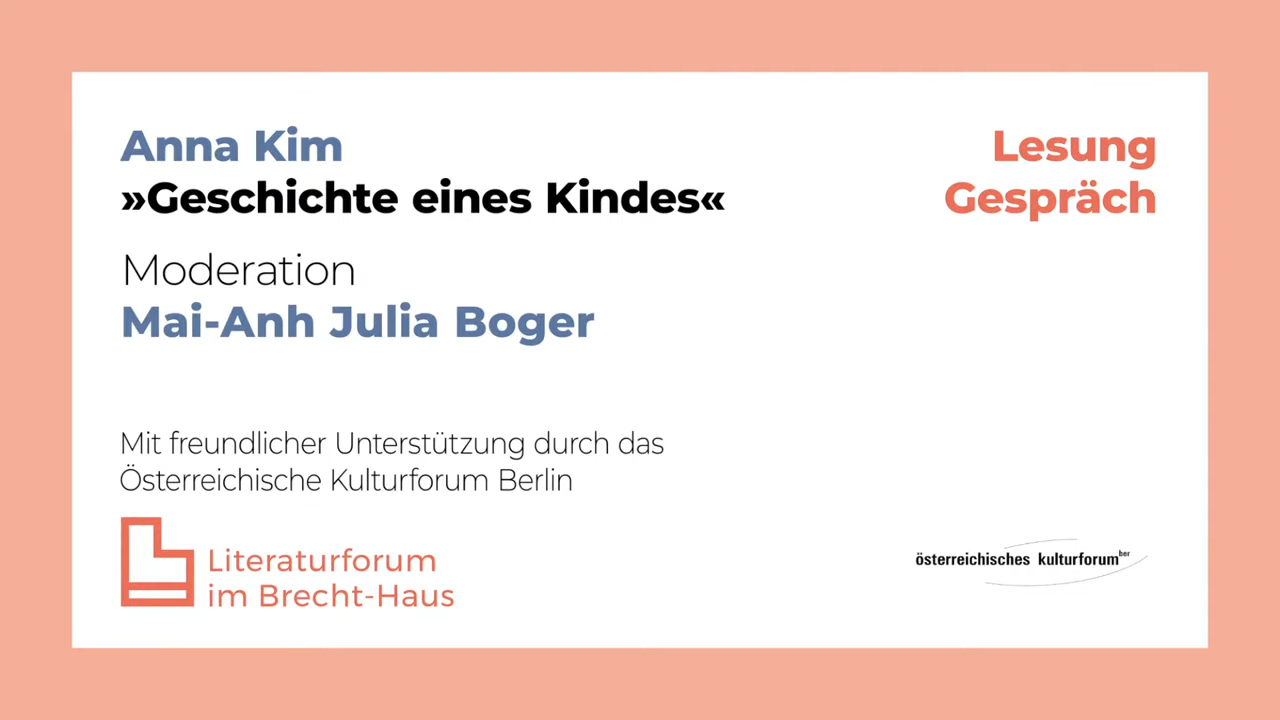 Anna Kim
»Geschichte eines Kindes«
Lesung
Gespräch
Moderation
Mai-Anh Julia Boger
Mit freundlicher Unterstützung durch das
Österreichische Kulturforum Berlin
Literaturforum
im Brecht-Haus
österreichisches kulturforum ber